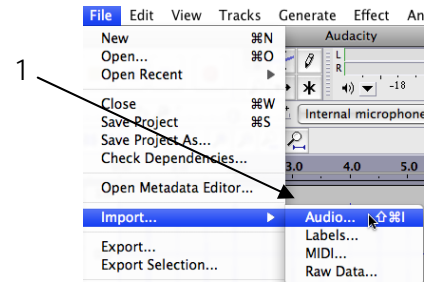 File Edit View Tracks Generate Effect An
New ⌘N
Audacity
Open... ⌘O
L
R
Open Recent ▶
-18
1
Close ⌘W
Save Project ⌘S
Internal microphone
Save Project As...
Check Dependencies...
3.0 4.0 5.0
Open Metadata Editor...
Import... ▶
Audio... ⇧⌘I
Labels...
Export...
MIDI...
Export Selection...
Raw Data...